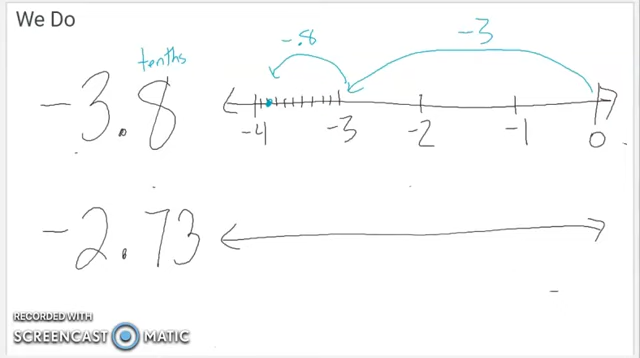 We Do
tenths
-.8
-3
-3.8
-4 -3 -2 -1 0
-2.73
RECORDED WITH
SCREENCAST MATIC